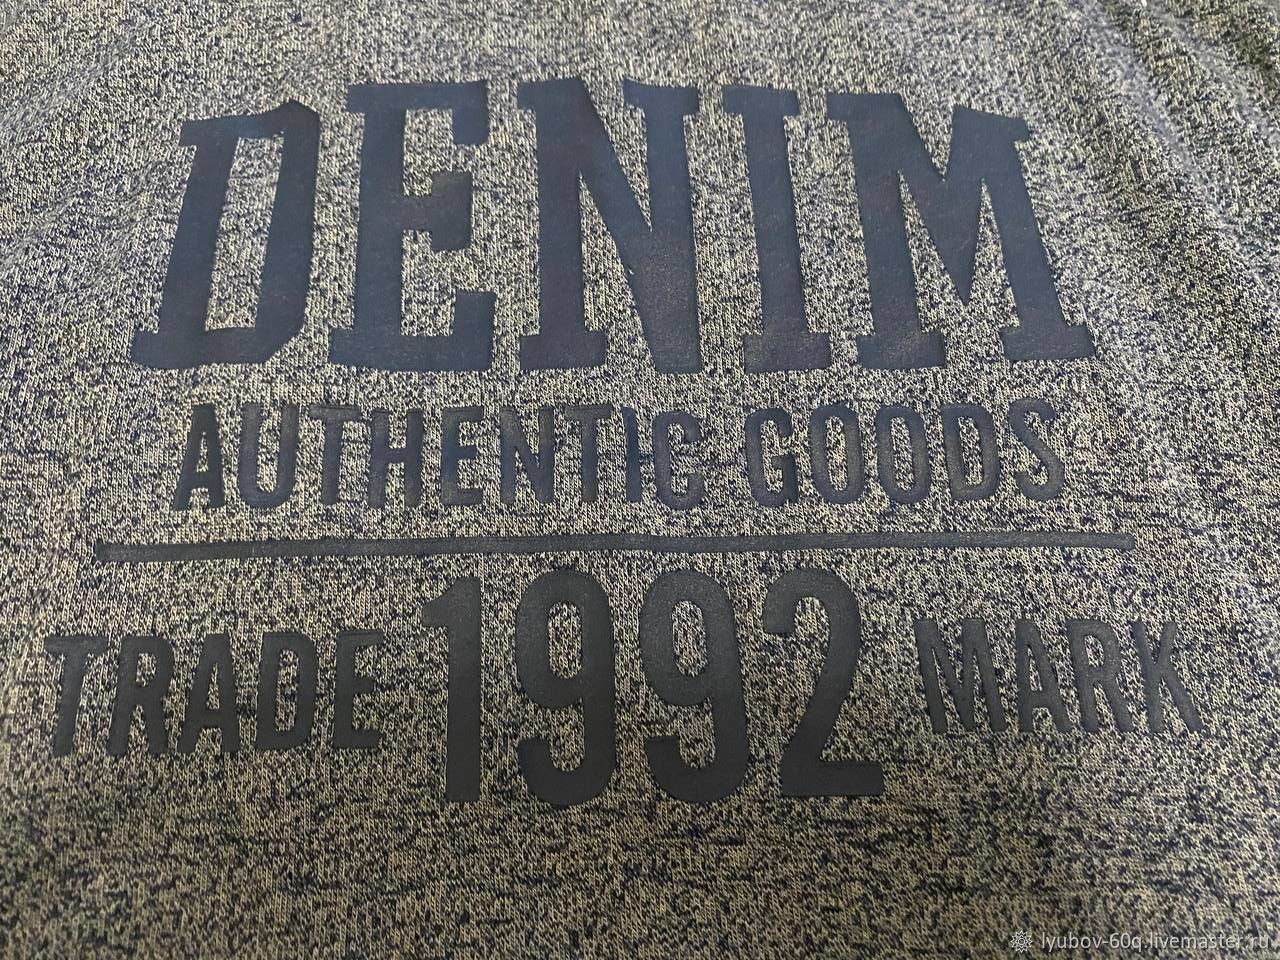 DENIM
AUTHENTIC GOODS
TRADE 1992 MARK
lyubov-60q.livemaster.ru